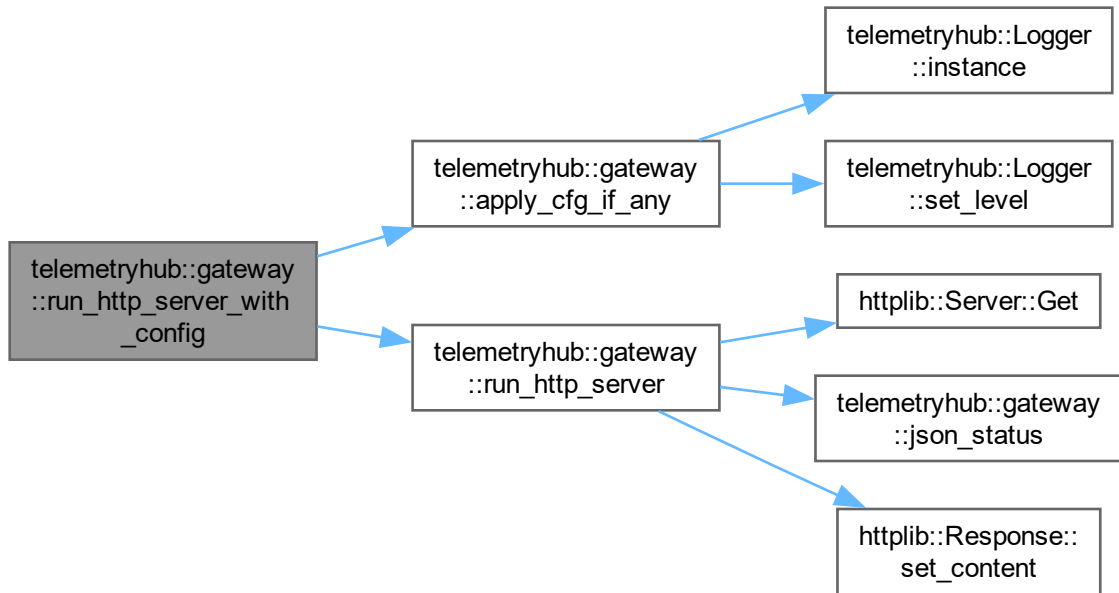 telemetryhub::Logger
::instance
telemetryhub::gateway
::apply_cfg_if_any
telemetryhub::Logger
::set_level
telemetryhub::gateway
::run_http_server_with
_config
httplib::Server::Get
telemetryhub::gateway
::run_http_server
telemetryhub::gateway
::json_status
httplib::Response::
set_content